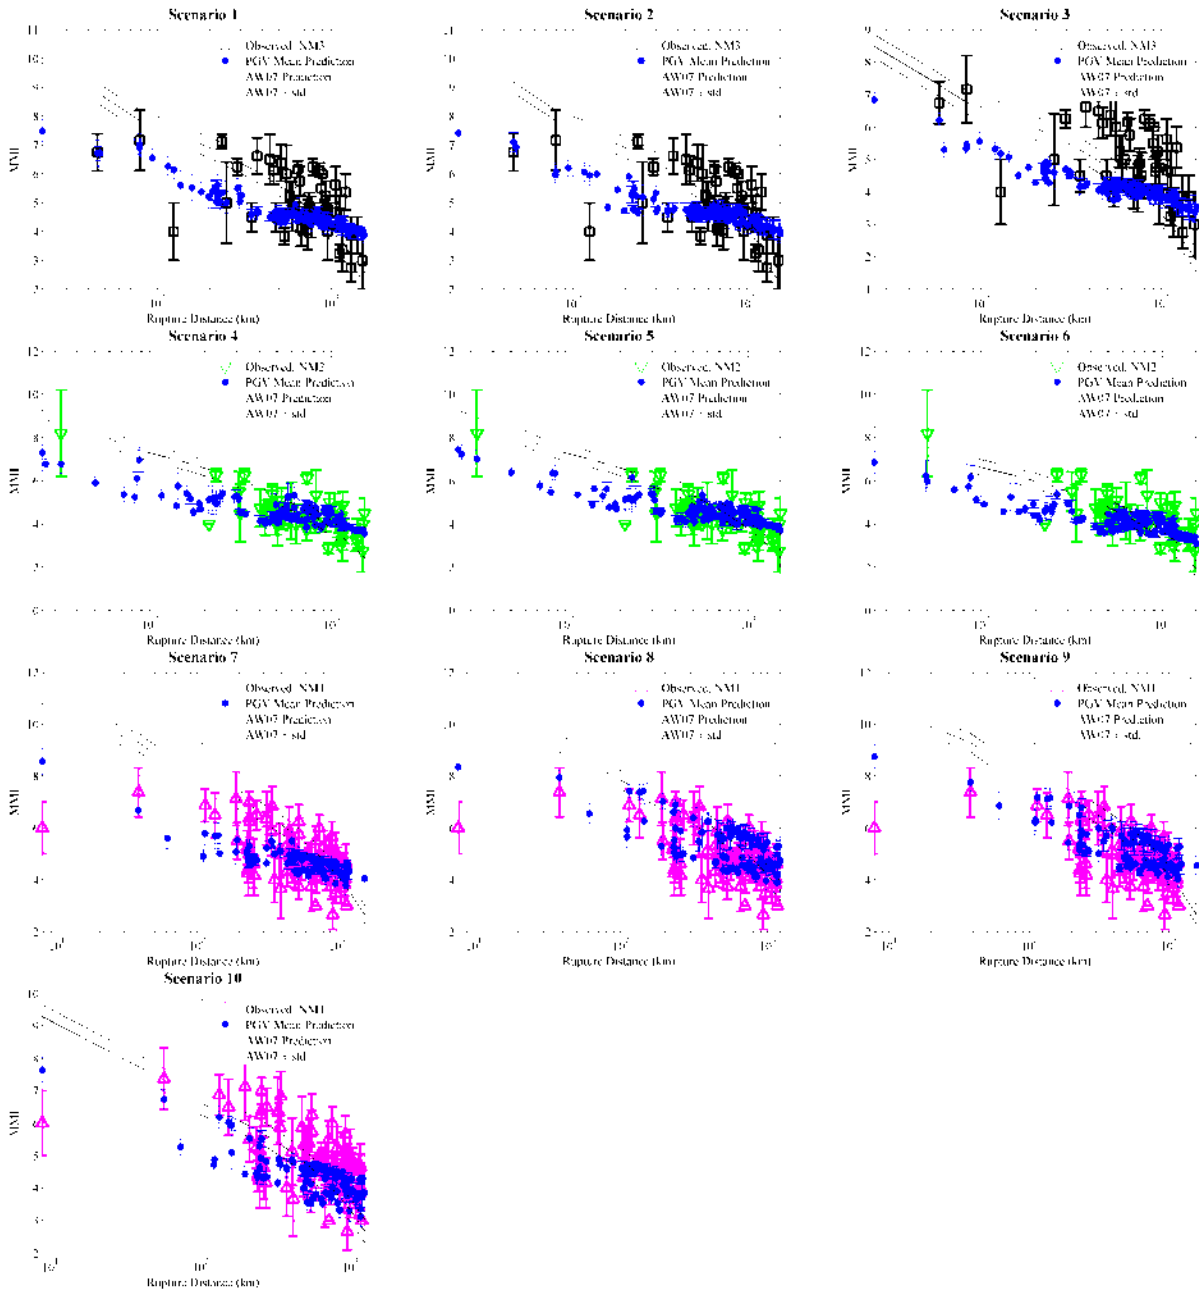 Scenario 1
Observed, NM3
PGV Mean Prediction
AW07 Prediction
AW07 + std
MMI
Rupture Distance (km)
Scenario 2
Observed, NM3
PGV Mean Prediction
AW07 Prediction
AW07 + std
MMI
Rupture Distance (km)
Scenario 3
Observed, NM3
PGV Mean Prediction
AW07 Prediction
AW07 + std
MMI
Rupture Distance (km)
Scenario 4
Observed, NM2
PGV Mean Prediction
AW07 Prediction
AW07 + std
MMI
Rupture Distance (km)
Scenario 5
Observed, NM2
PGV Mean Prediction
AW07 Prediction
AW07 + std
MMI
Rupture Distance (km)
Scenario 6
Observed, NM2
PGV Mean Prediction
AW07 Prediction
AW07 + std
MMI
Rupture Distance (km)
Scenario 7
Observed, NM1
PGV Mean Prediction
AW07 Prediction
AW07 + std
MMI
Rupture Distance (km)
Scenario 8
Observed, NM1
PGV Mean Prediction
AW07 Prediction
AW07 + std
MMI
Rupture Distance (km)
Scenario 9
Observed, NM1
PGV Mean Prediction
AW07 Prediction
AW07 + std.
MMI
Rupture Distance (km)
Scenario 10
Observed, NM1
PGV Mean Prediction
AW07 Prediction
AW07 + std
MMI
Rupture Distance (km)